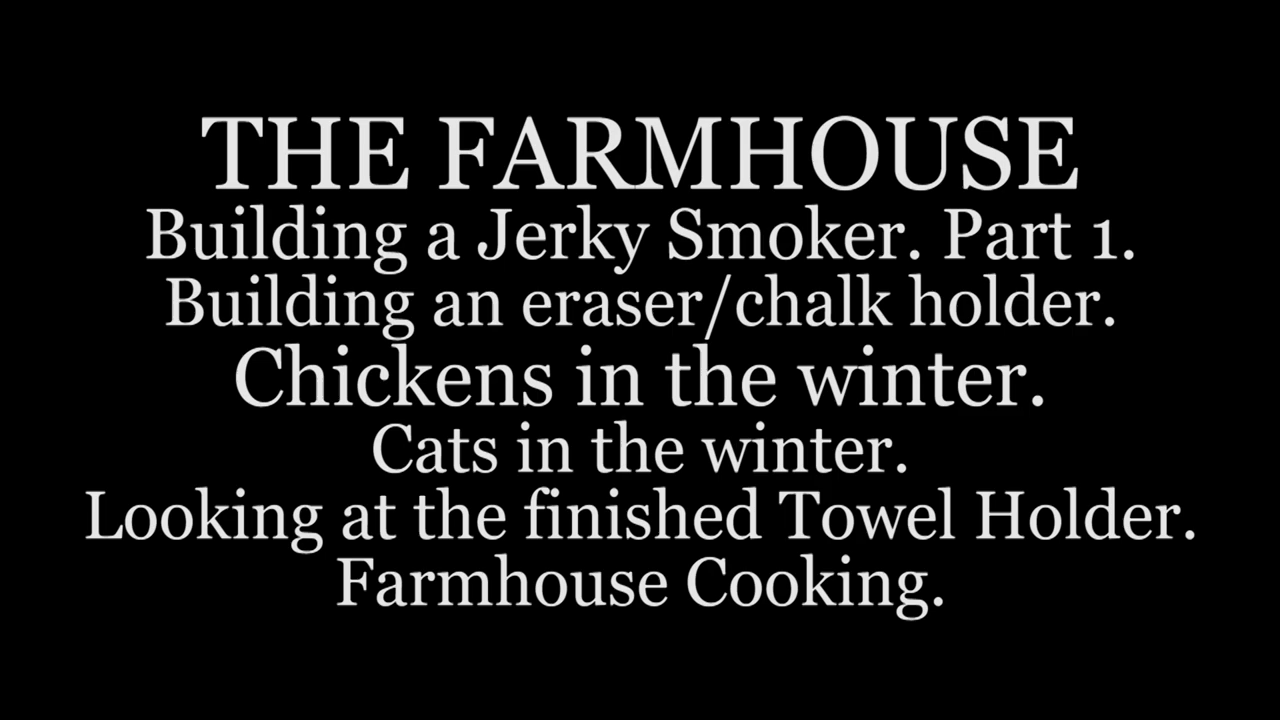 THE FARMHOUSE
Building a Jerky Smoker. Part 1.
Building an eraser/chalk holder.
Chickens in the winter.
Cats in the winter.
Looking at the finished Towel Holder.
Farmhouse Cooking.